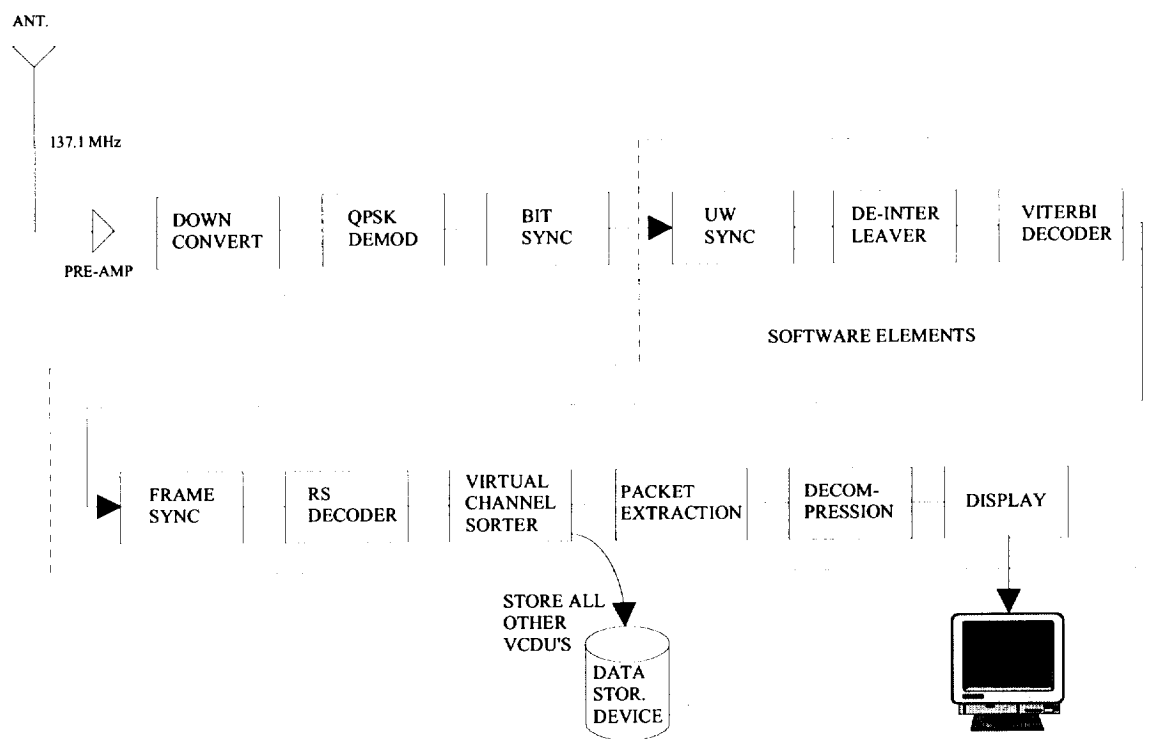 ANT.
137.1 MHz
PRE-AMP
DOWN
CONVERT
QPSK
DEMOD
BIT
SYNC
UW
SYNC
DE-INTER
LEAVER
VITERBI
DECODER
SOFTWARE ELEMENTS
FRAME
SYNC
RS
DECODER
VIRTUAL
CHANNEL
SORTER
PACKET
EXTRACTION
DECOM-
PRESSION
DISPLAY
STORE ALL
OTHER
VCDU'S
DATA
STOR.
DEVICE